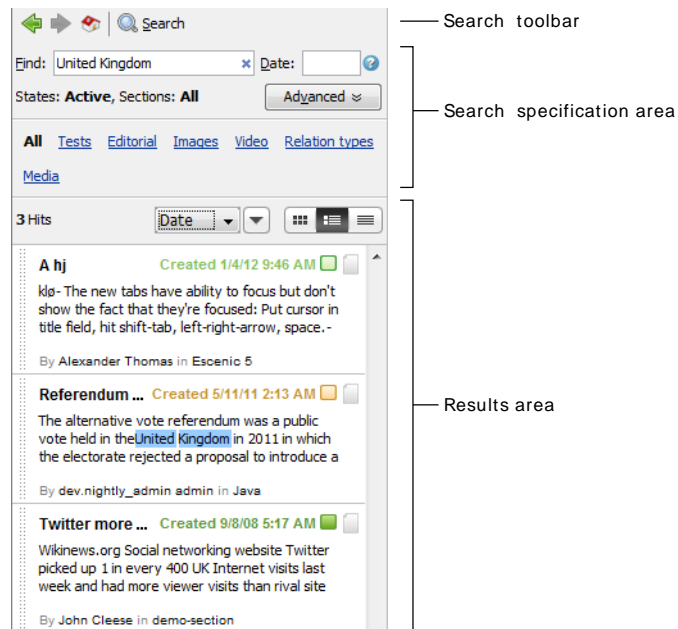 Search
Search toolbar
Find: United Kingdom × Date:
States: Active, Sections: All Advanced
Search specification area
All Tests Editorial Images Video Relation types
Media
3 Hits Date
A hj Created 1/4/12 9:46 AM
klø- The new tabs have ability to focus but don't
show the fact that they're focused: Put cursor in
title field, hit shift-tab, left-right-arrow, space.-
By Alexander Thomas in Escenic 5
Referendum ... Created 5/11/11 2:13 AM
Results area
The alternative vote referendum was a public
vote held in theUnited Kingdom in 2011 in which
the electorate rejected a proposal to introduce a
By dev.nightly_admin admin in Java
Twitter more ... Created 9/8/08 5:17 AM
Wikinews.org Social networking website Twitter
picked up 1 in every 400 UK Internet visits last
week and had more viewer visits than rival site
By John Cleese in demo-section